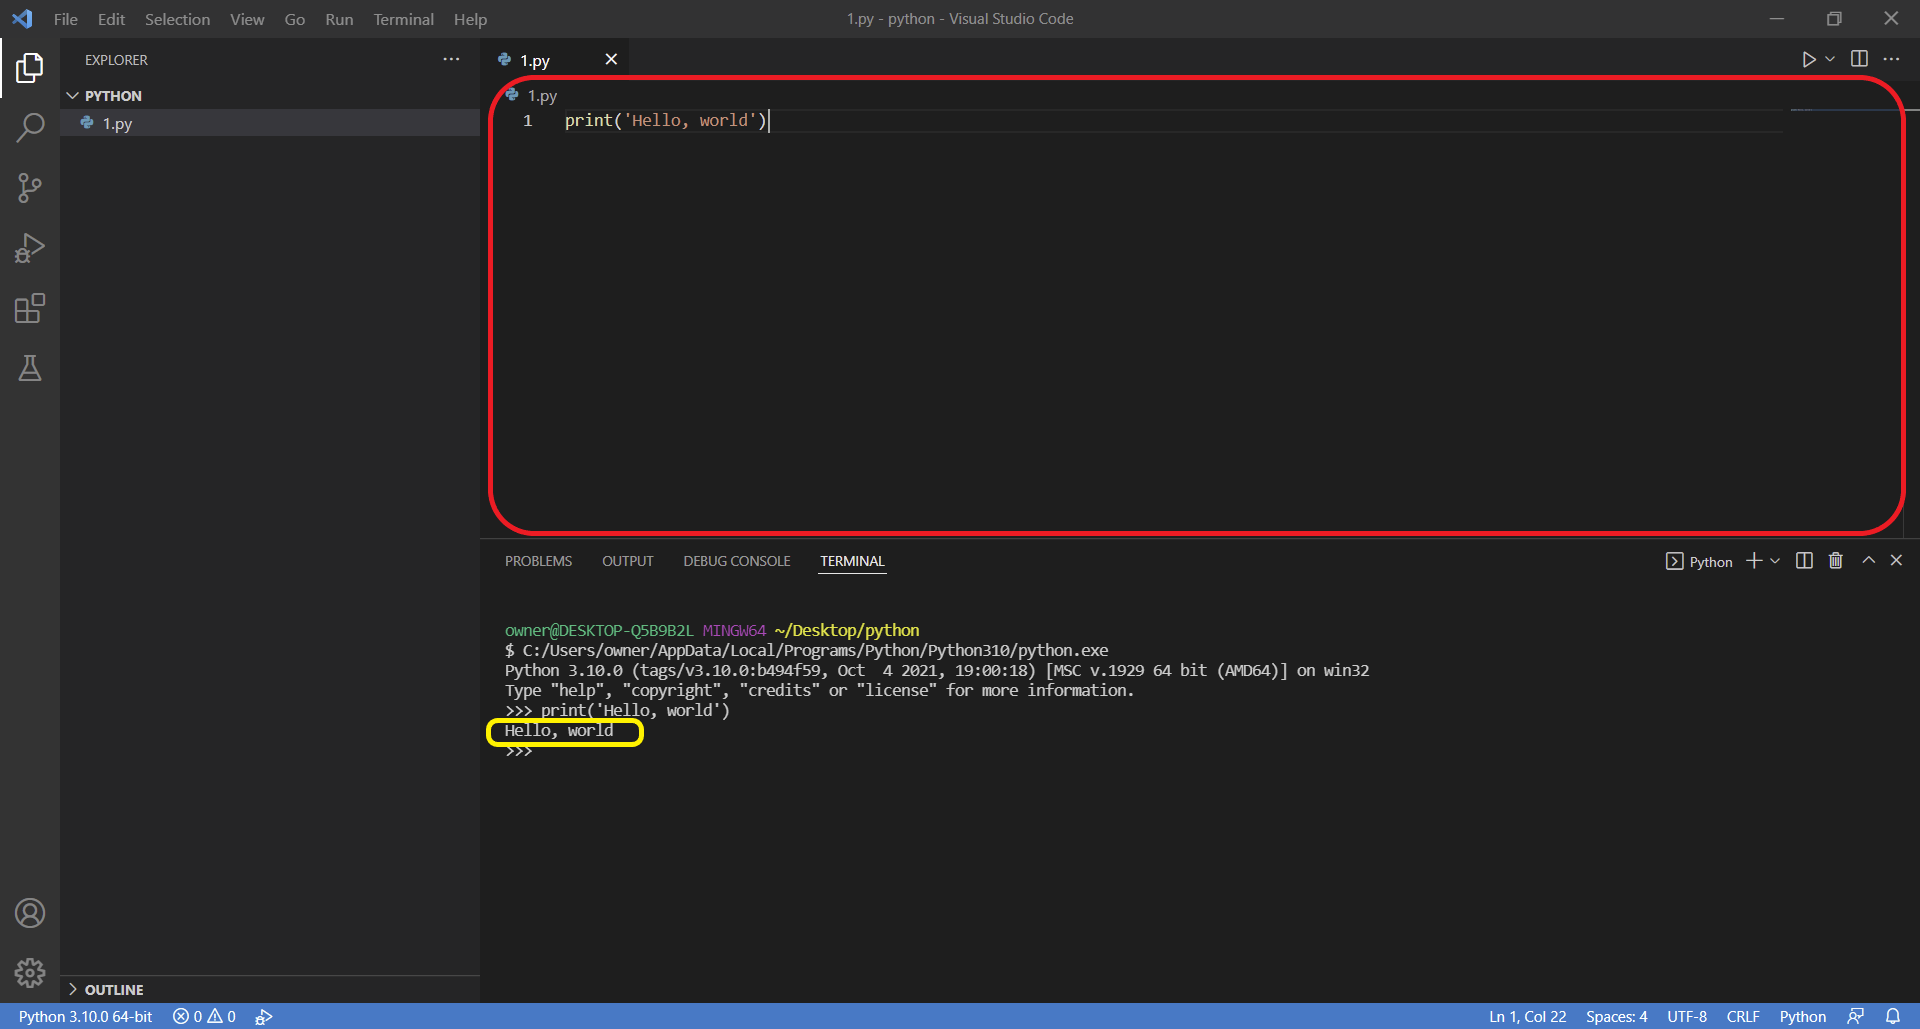 File Edit Selection View Go Run Terminal Help
1.py - python - Visual Studio Code
EXPLORER
PYTHON
1.py
OUTLINE
1.py
1.py
1 print('Hello, world')
PROBLEMS OUTPUT DEBUG CONSOLE TERMINAL
Python
owner@DESKTOP-Q5B9B2L MINGW64 ~/Desktop/python
$ C:/Users/owner/AppData/Local/Programs/Python/Python310/python.exe
Python 3.10.0 (tags/v3.10.0:b494f59, Oct  4 2021, 19:00:18) [MSC v.1929 64 bit (AMD64)] on win32
Type "help", "copyright", "credits" or "license" for more information.
>>> print('Hello, world')
Hello, world
>>>
Python 3.10.0 64-bit 0 0 Ln 1, Col 22 Spaces: 4 UTF-8 CRLF Python